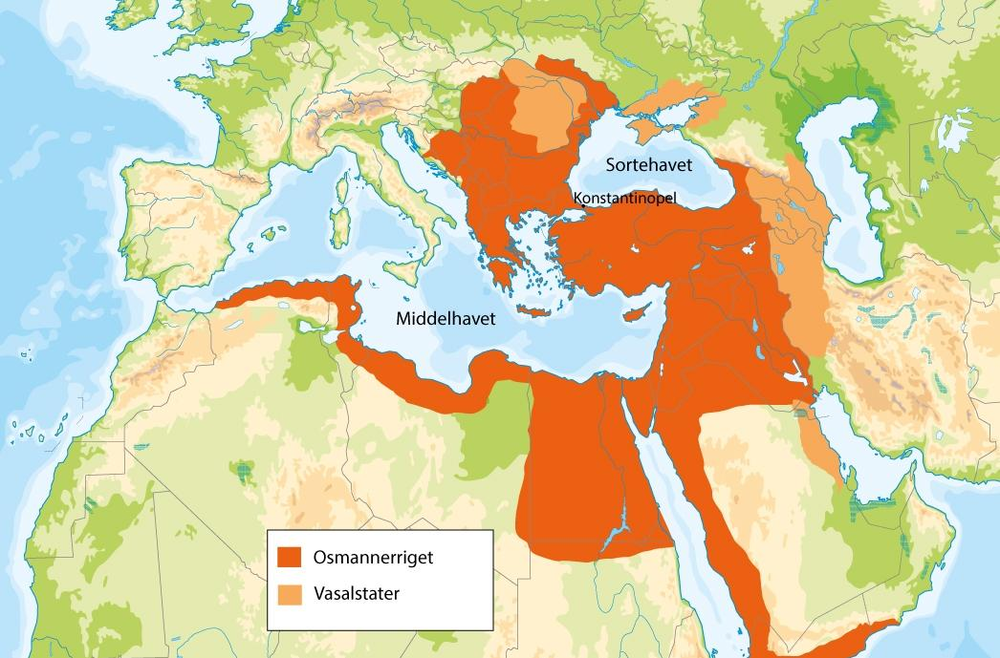 Sortehavet
Konstantinopel
Middelhavet
Osmannerriget
Vasalstater